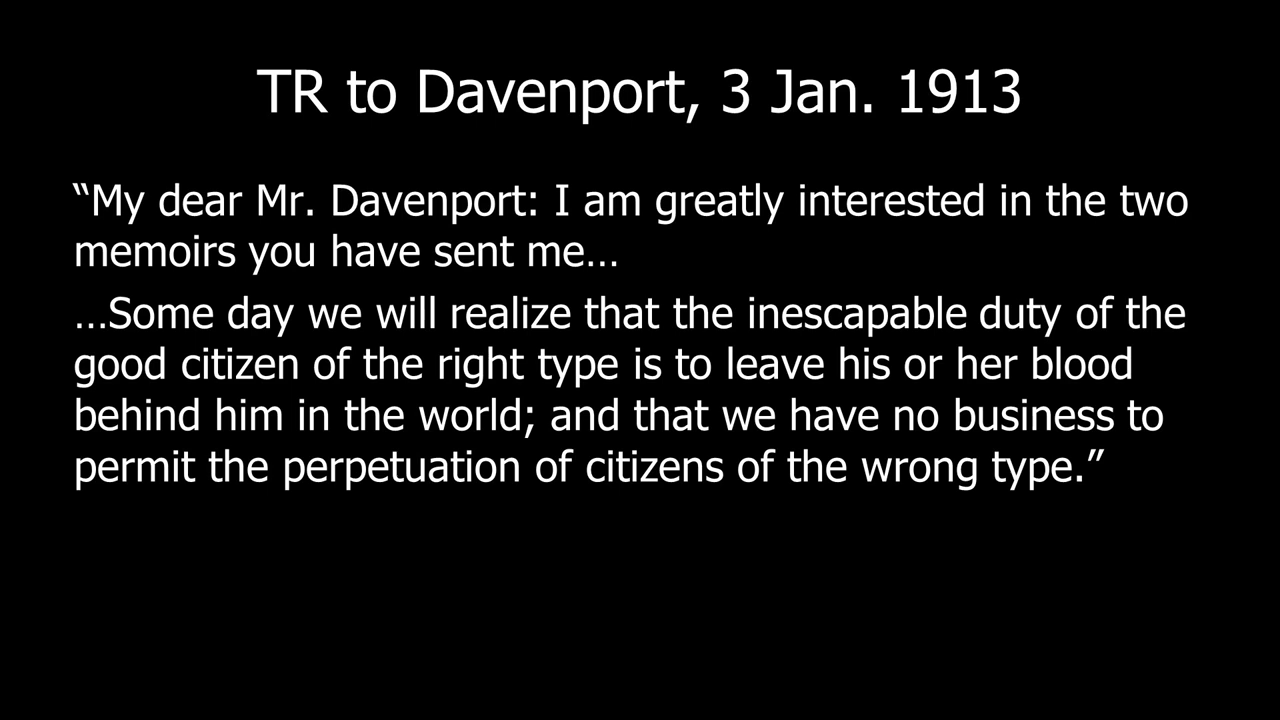 TR to Davenport, 3 Jan. 1913
“My dear Mr. Davenport: I am greatly interested in the two
memoirs you have sent me…
…Some day we will realize that the inescapable duty of the
good citizen of the right type is to leave his or her blood
behind him in the world; and that we have no business to
permit the perpetuation of citizens of the wrong type.”